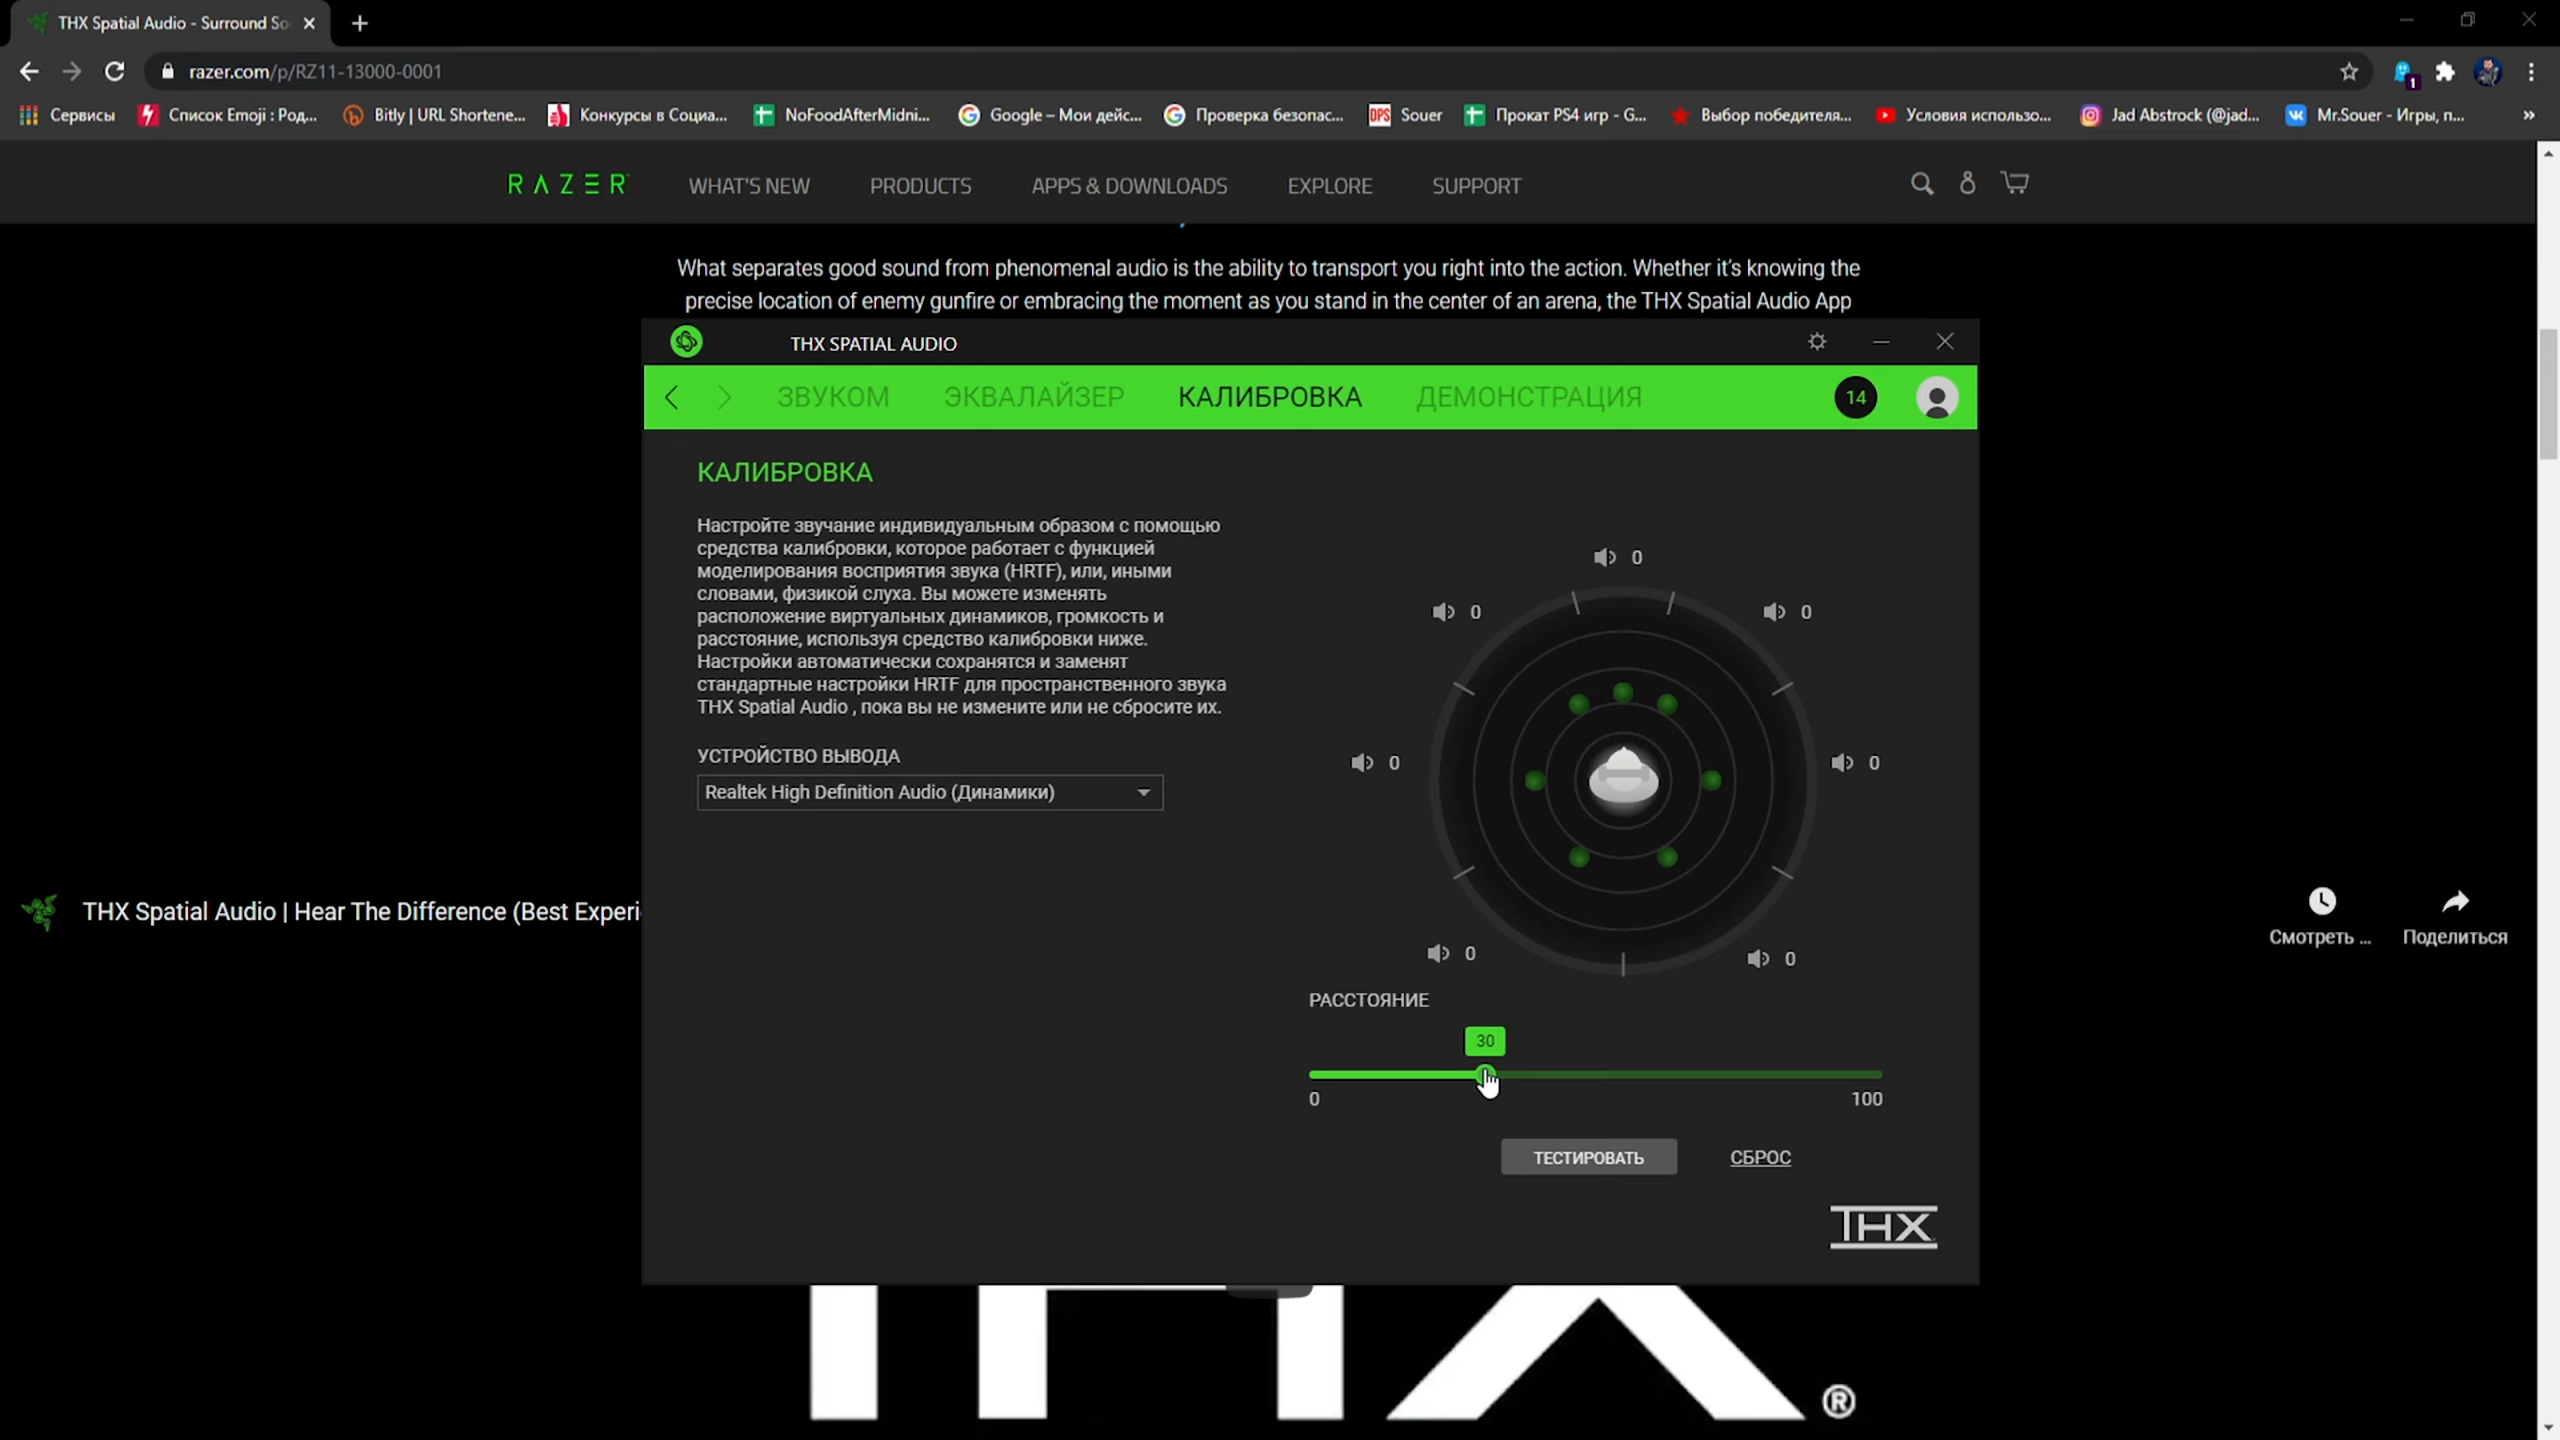 THX Spatial Audio - Surround So
razer.com/p/RZ11-13000-0001
1
Сервисы
Список Emoji : Род...
Bitly | URL Shortene...
Конкурсы в Социа...
NoFoodAfterMidni...
Google – Мои дейс...
Проверка безопас...
DPS
Souer
Прокат PS4 игр - G...
Выбор победителя...
Условия использо...
Jad Abstrock (@jad...
Mr.Souer - Игры, п...
»
RAZER
WHAT'S NEW
PRODUCTS
APPS & DOWNLOADS
EXPLORE
SUPPORT
What separates good sound from phenomenal audio is the ability to transport you right into the action. Whether it's knowing the
precise location of enemy gunfire or embracing the moment as you stand in the center of an arena, the THX Spatial Audio App
THX SPATIAL AUDIO
ЗВУКОМ
ЭКВАЛАЙЗЕР
КАЛИБРОВКА
ДЕМОНСТРАЦИЯ
14
КАЛИБРОВКА
Настройте звучание индивидуальным образом с помощью
средства калибровки, которое работает с функцией
моделирования восприятия звука (HRTF), или, иными
словами, физикой слуха. Вы можете изменять
расположение виртуальных динамиков, громкость и
расстояние, используя средство калибровки ниже.
Настройки автоматически сохранятся и заменят
стандартные настройки HRTF для пространственного звука
THX Spatial Audio , пока вы не измените или не сбросите их.
УСТРОЙСТВО ВЫВОДА
Realtek High Definition Audio (Динамики)
0
0
0
0
0
0
0
РАССТОЯНИЕ
30
0
100
ТЕСТИРОВАТЬ
СБРОС
THX
THX Spatial Audio | Hear The Difference (Best Experi
Смотреть ...
Поделиться
THX®